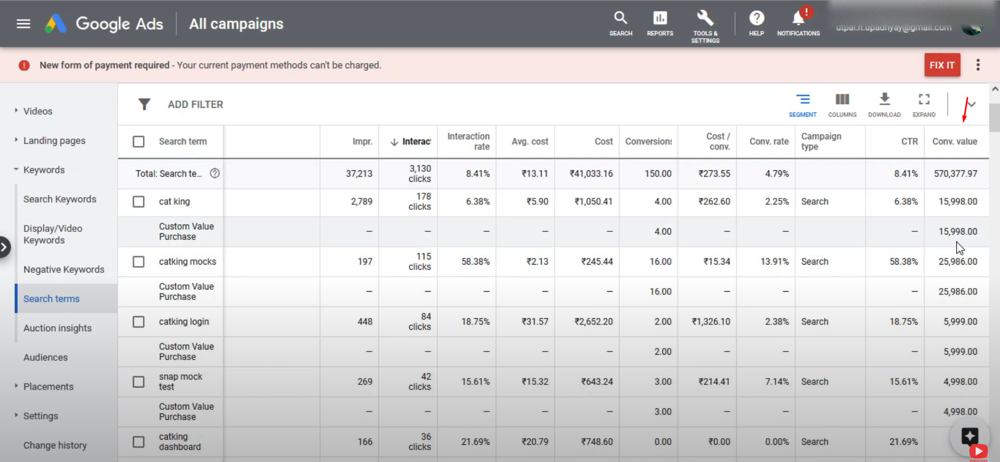 Google Ads
All campaigns
SEARCH
REPORTS
TOOLS &
SETTINGS
HELP
NOTIFICATIONS
utpal.n.upadhyay@gmail.com
New form of payment required - Your current payment methods can't be charged.
FIX IT
Videos
Landing pages
Keywords
Search Keywords
Display/Video
Keywords
Negative Keywords
Search terms
Auction insights
Audiences
Placements
Settings
Change history
ADD FILTER
SEGMENT
COLUMNS
DOWNLOAD
EXPAND
Search term Impr. Interact Interaction rate Avg. cost Cost Conversions Cost / conv. Conv. rate Campaign type CTR Conv. value
Total: Search te... 37,213 3,130 clicks 8.41% ₹13.11 ₹41,033.16 150.00 ₹273.55 4.79% 8.41% 570,377.97
cat king 2,789 178 clicks 6.38% ₹5.90 ₹1,050.41 4.00 ₹262.60 2.25% Search 6.38% 15,998.00
Custom Value Purchase — — — — — 4.00 — — — 15,998.00
catking mocks 197 115 clicks 58.38% ₹2.13 ₹245.44 16.00 ₹15.34 13.91% Search 58.38% 25,986.00
Custom Value Purchase — — — — — 16.00 — — — 25,986.00
catking login 448 84 clicks 18.75% ₹31.57 ₹2,652.20 2.00 ₹1,326.10 2.38% Search 18.75% 5,999.00
Custom Value Purchase — — — — — 2.00 — — — 5,999.00
snap mock test 269 42 clicks 15.61% ₹15.32 ₹643.24 3.00 ₹214.41 7.14% Search 15.61% 4,998.00
Custom Value Purchase — — — — — 3.00 — — — 4,998.00
catking dashboard 166 36 clicks 21.69% ₹20.79 ₹748.60 0.00 ₹0.00 0.00% Search 21.69%
SUBSCRIBE